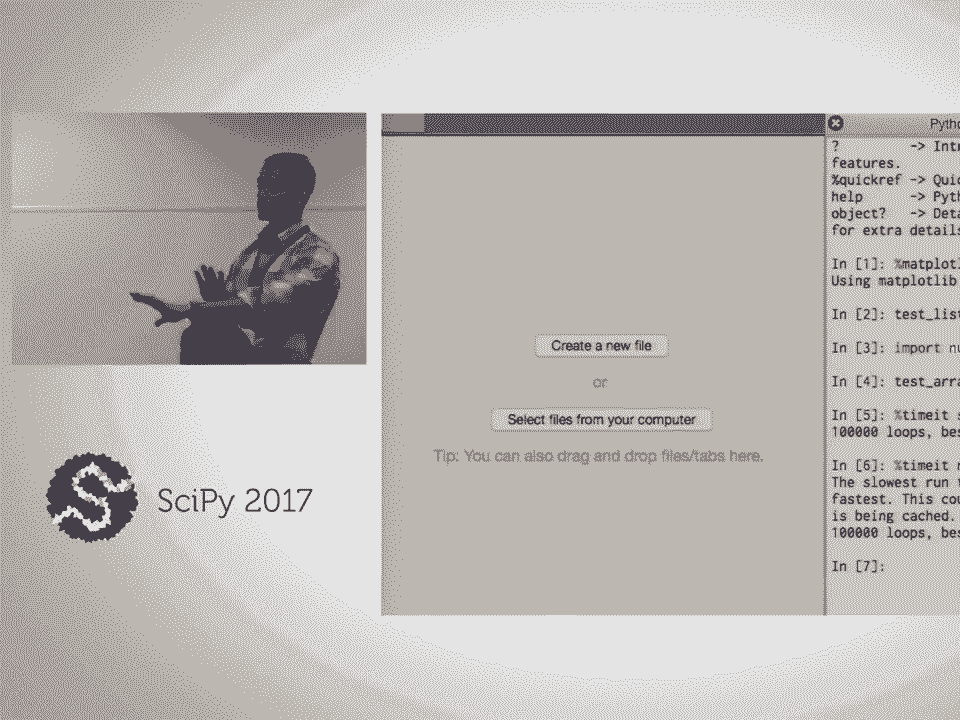 SciPy 2017
Create a new file
or
Select files from your computer
Tip: You can also drag and drop files/tabs here.
?         -> Intr
features.
%quickref -> Quic
help      -> Pyth
object?   -> Deta
for extra details
In [1]: %matplotl
Using matplotlib
In [2]: test_list
In [3]: import nu
In [4]: test_arra
In [5]: %timeit s
100000 loops, bes
In [6]: %timeit n
The slowest run t
fastest. This cou
is being cached.
100000 loops, bes
In [7]: